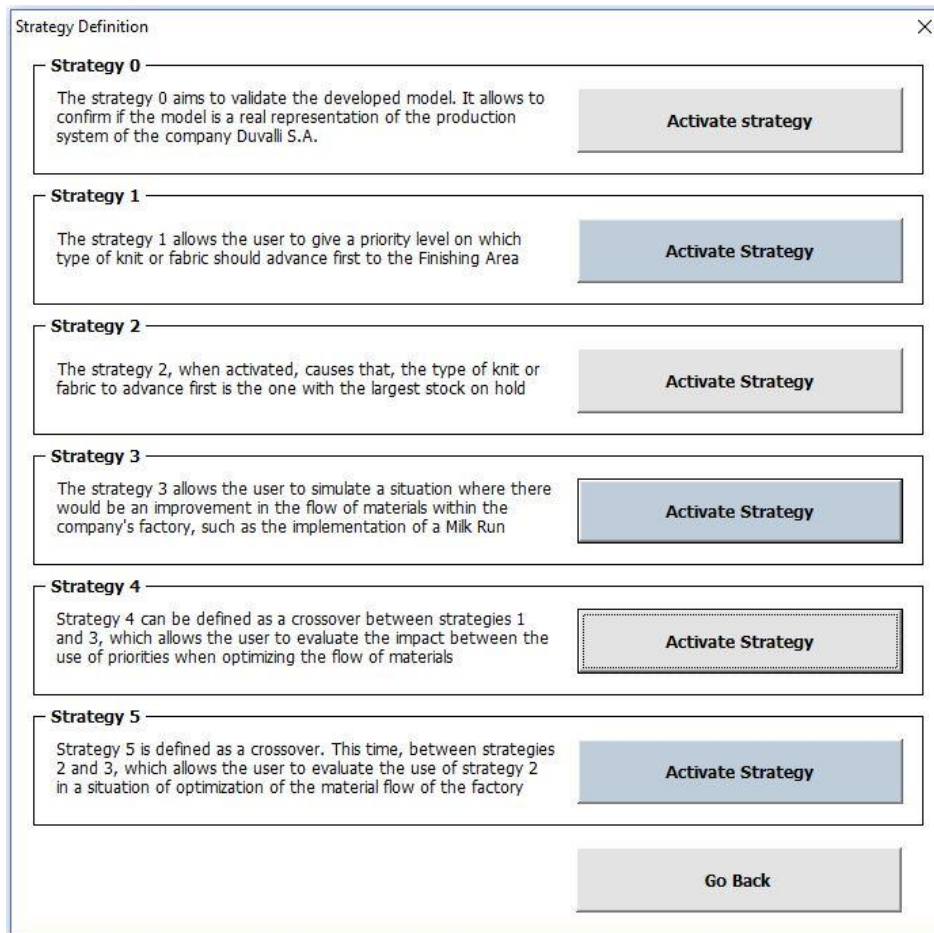 Strategy Definition
Strategy 0
The strategy 0 aims to validate the developed model. It allows to
confirm if the model is a real representation of the production
system of the company Duvalli S.A.
Activate strategy
Strategy 1
The strategy 1 allows the user to give a priority level on which
type of knit or fabric should advance first to the Finishing Area
Activate Strategy
Strategy 2
The strategy 2, when activated, causes that, the type of knit or
fabric to advance first is the one with the largest stock on hold
Activate Strategy
Strategy 3
The strategy 3 allows the user to simulate a situation where there
would be an improvement in the flow of materials within the
company's factory, such as the implementation of a Milk Run
Activate Strategy
Strategy 4
Strategy 4 can be defined as a crossover between strategies 1
and 3, which allows the user to evaluate the impact between the
use of priorities when optimizing the flow of materials
Activate Strategy
Strategy 5
Strategy 5 is defined as a crossover. This time, between strategies
2 and 3, which allows the user to evaluate the use of strategy 2
in a situation of optimization of the material flow of the factory
Activate Strategy
Go Back